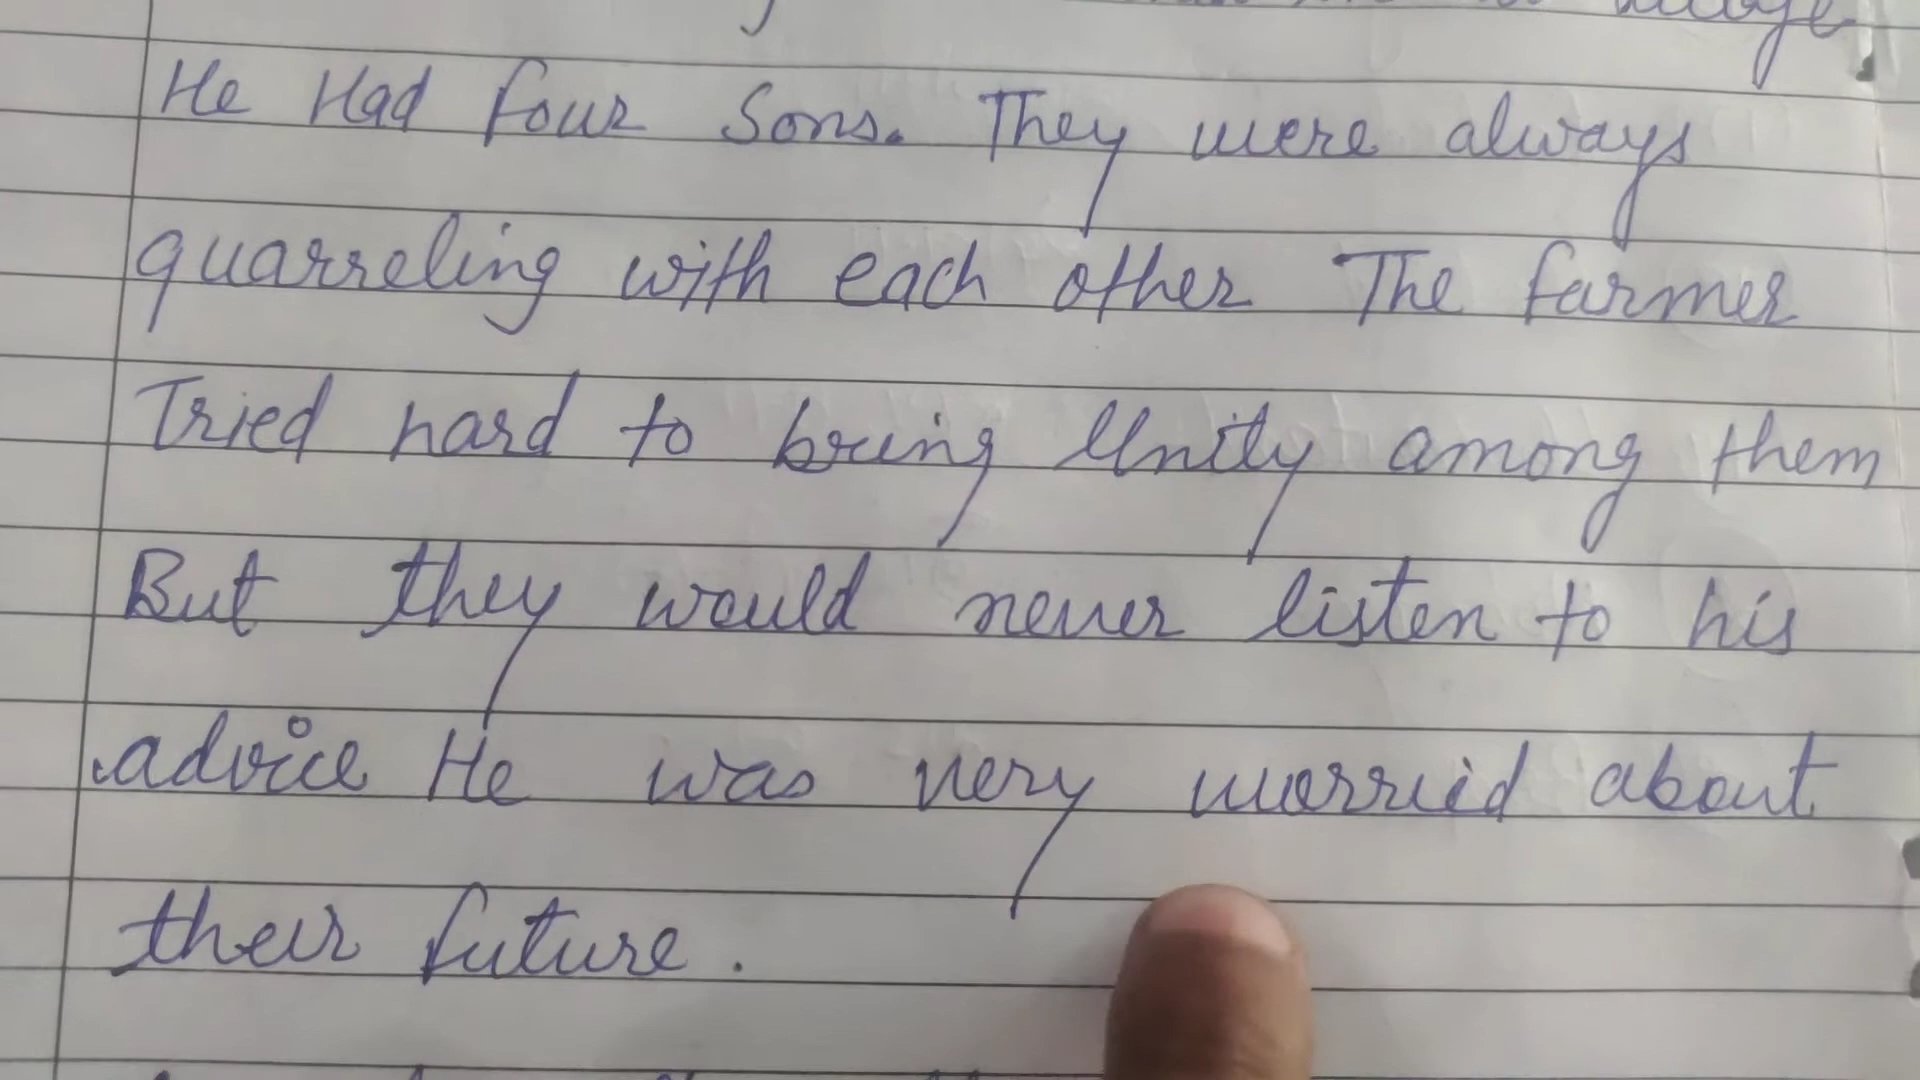 He Had four Sons. They were always
quarreling with each other The farmer
Tried hard to bring Unity among them
But they would never listen to his
advice He was very worried about
their future.